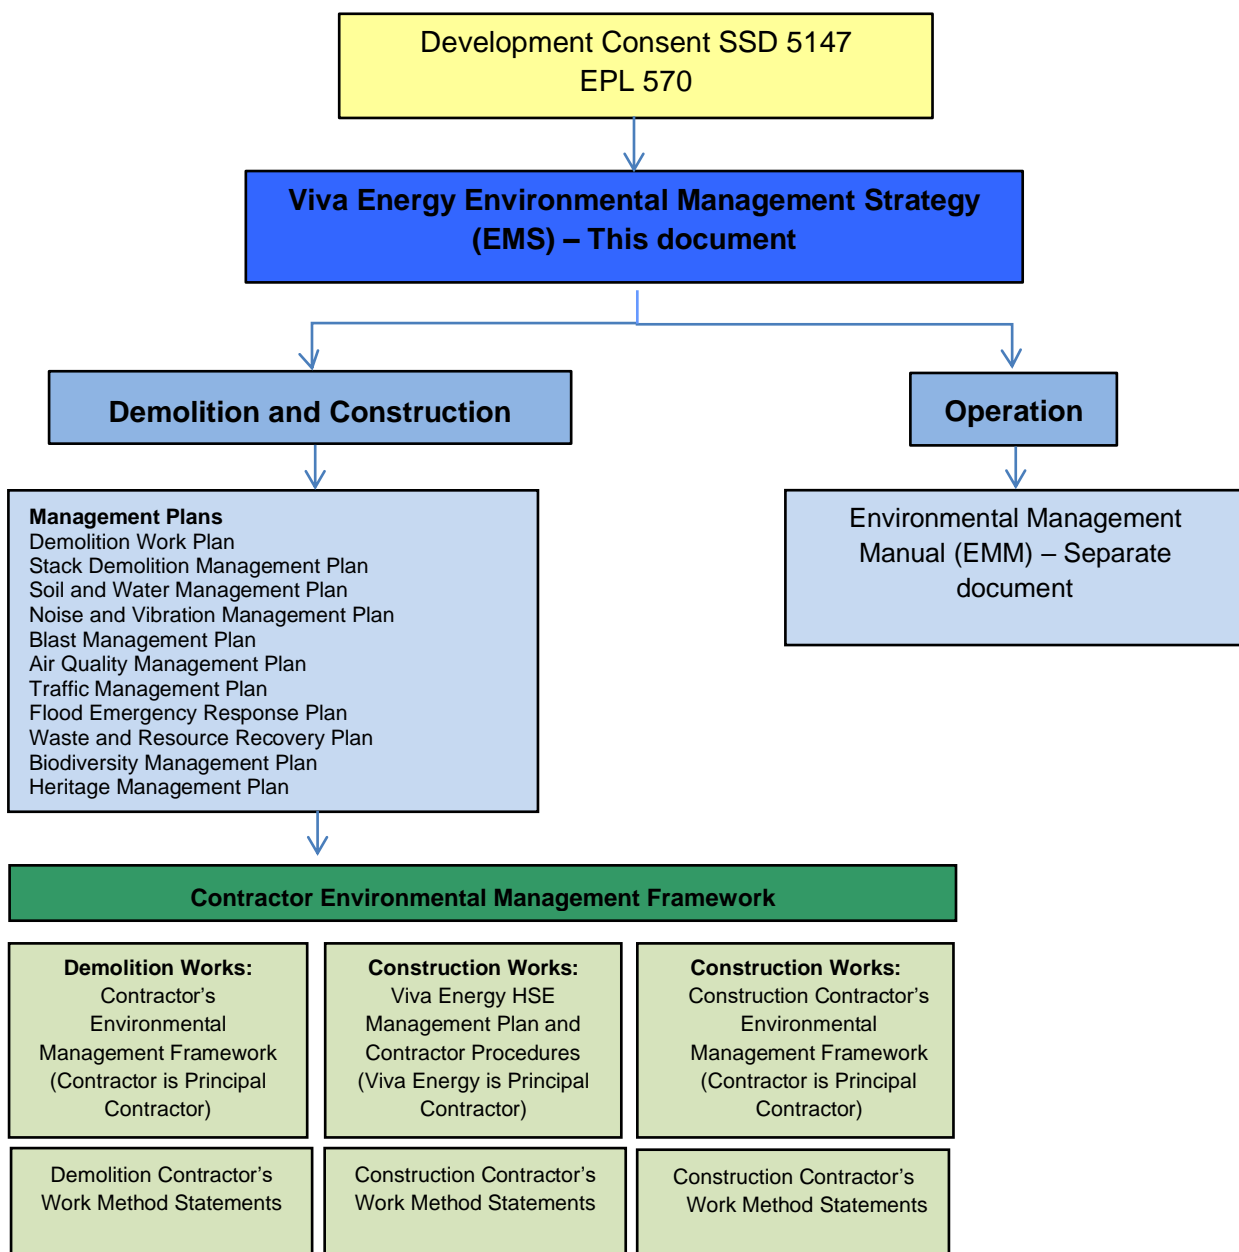 Development Consent SSD 5147
EPL 570
Viva Energy Environmental Management Strategy
(EMS) – This document
Demolition and Construction
Operation
Management Plans
Demolition Work Plan
Stack Demolition Management Plan
Soil and Water Management Plan
Noise and Vibration Management Plan
Blast Management Plan
Air Quality Management Plan
Traffic Management Plan
Flood Emergency Response Plan
Waste and Resource Recovery Plan
Biodiversity Management Plan
Heritage Management Plan
Environmental Management
Manual (EMM) – Separate
document
Contractor Environmental Management Framework
Demolition Works:
Contractor's
Environmental
Management Framework
(Contractor is Principal
Contractor)
Construction Works:
Viva Energy HSE
Management Plan and
Contractor Procedures
(Viva Energy is Principal
Contractor)
Construction Works:
Construction Contractor's
Environmental
Management Framework
(Contractor is Principal
Contractor)
Demolition Contractor's
Work Method Statements
Construction Contractor's
Work Method Statements
Construction Contractor's
Work Method Statements